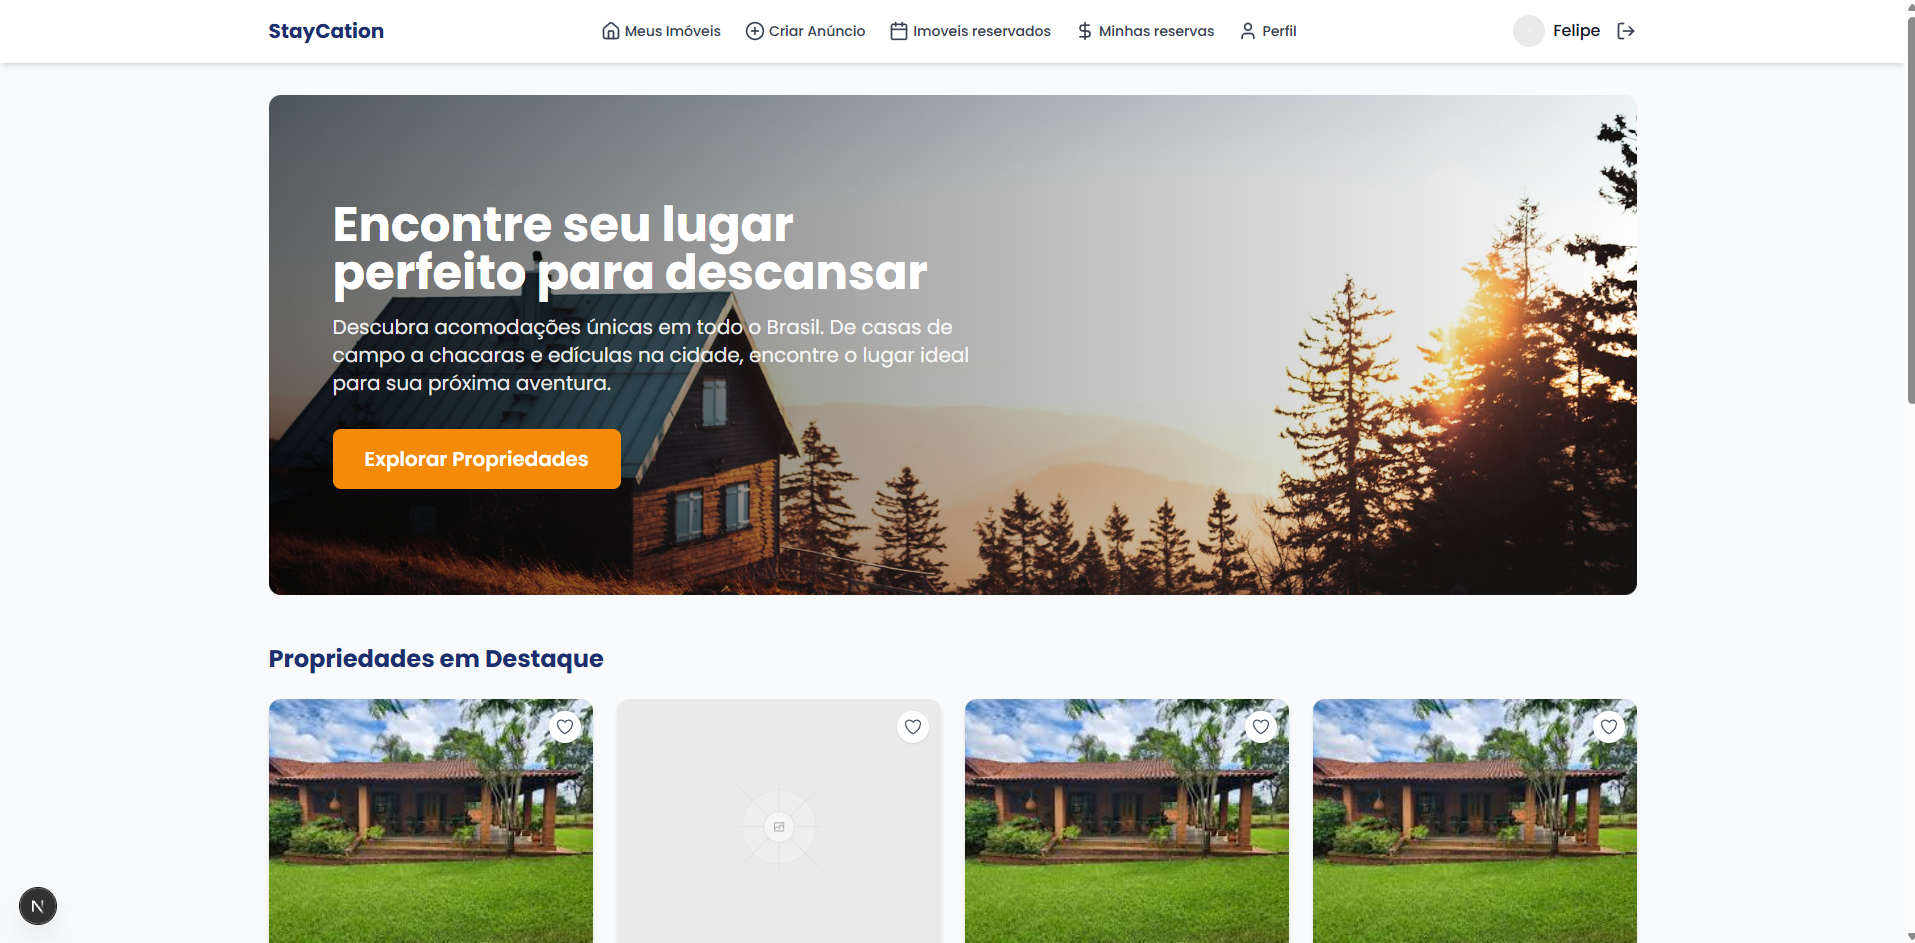 StayCation
Meus Imóveis
Criar Anúncio
Imoveis reservados
Minhas reservas
Perfil
Felipe
Encontre seu lugar
perfeito para descansar
Descubra acomodações únicas em todo o Brasil. De casas de
campo a chacaras e edículas na cidade, encontre o lugar ideal
para sua próxima aventura.
Explorar Propriedades
Propriedades em Destaque
N